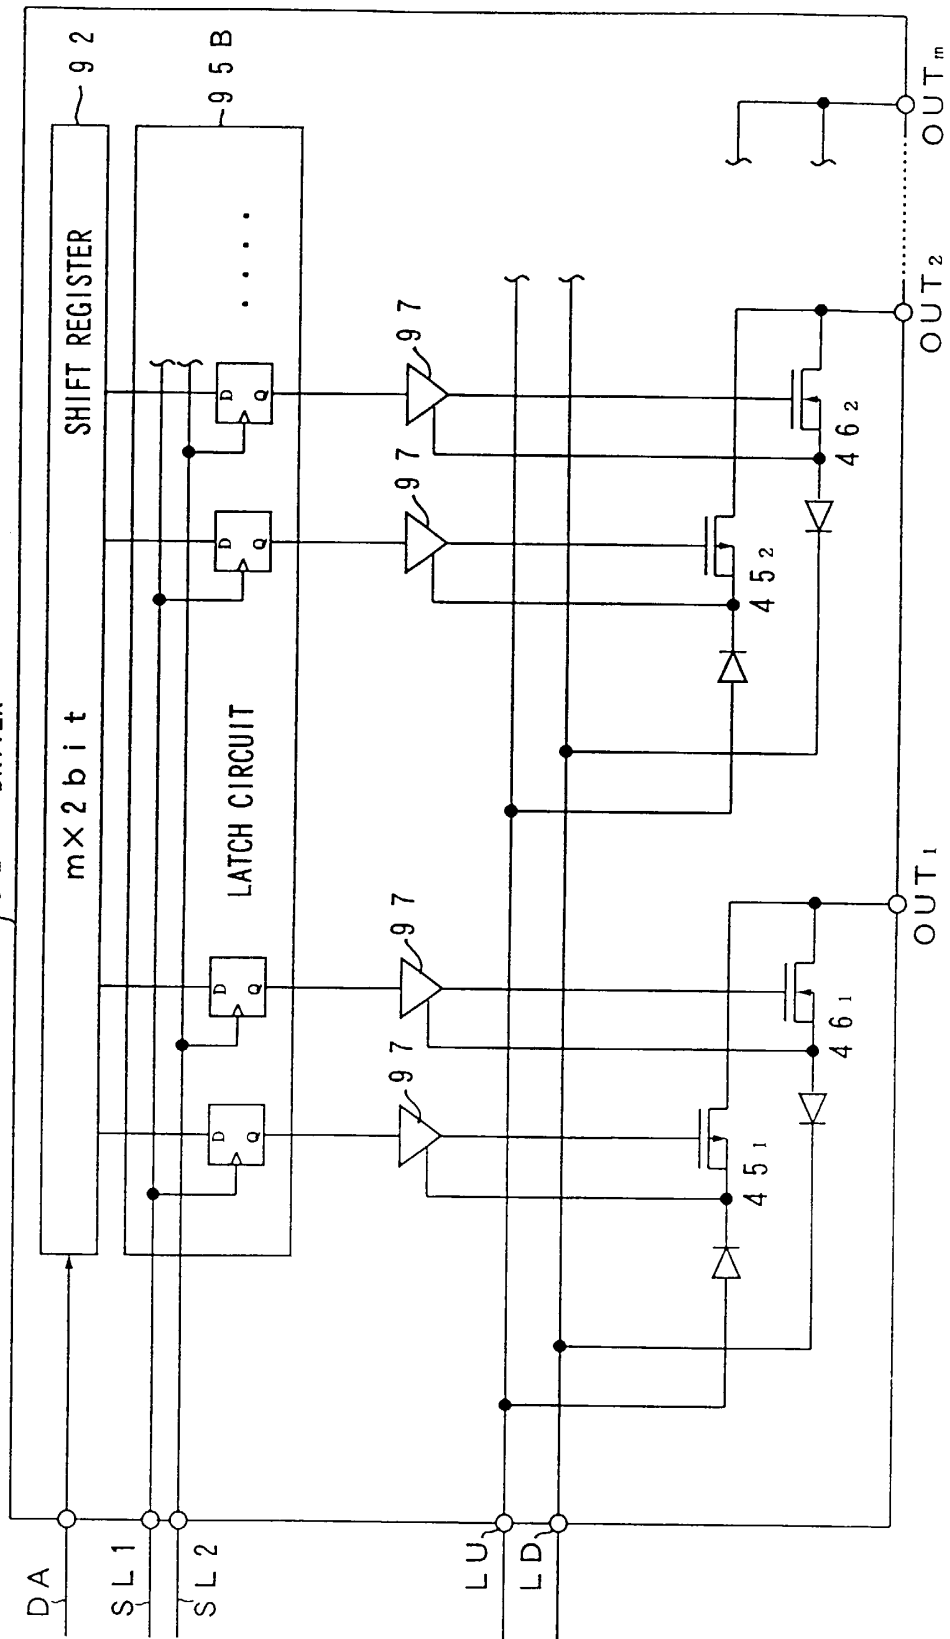 DA
SL1
SL2
LU
LD
m×2bit
SHIFT REGISTER
92
95B
LATCH CIRCUIT
D
Q
D
Q
D
Q
D
Q
. . . .
97
97
97
97
45₁
46₁
45₂
46₂
OUT₁
OUT₂
OUTₘ